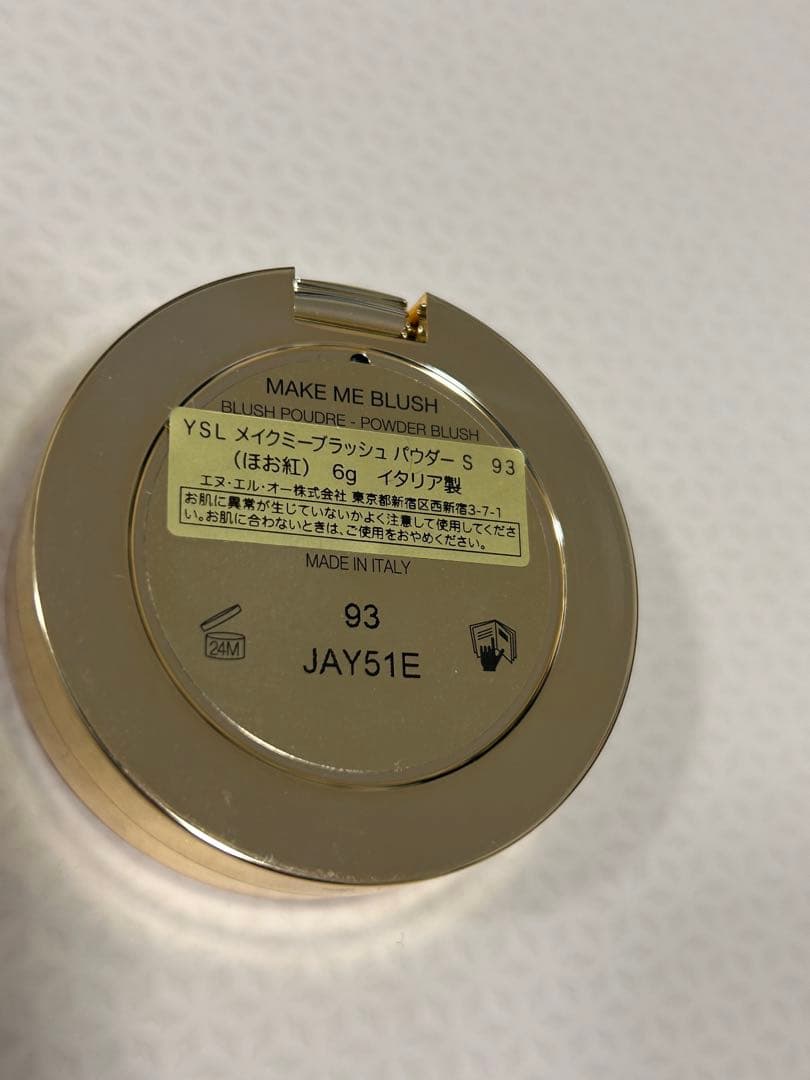 MAKE ME BLUSH
BLUSH POUDRE - POWDER BLUSH
YSL メイクミーブラッシュ パウダー S 93
(ほお紅) 6g イタリア製
エヌ・エル・オー株式会社 東京都新宿区西新宿3-7-1
お肌に異常が生じていないかよく注意して使用してくださ
い。お肌に合わないときは、ご使用をおやめください。
MADE IN ITALY
93
24M
JAY51E